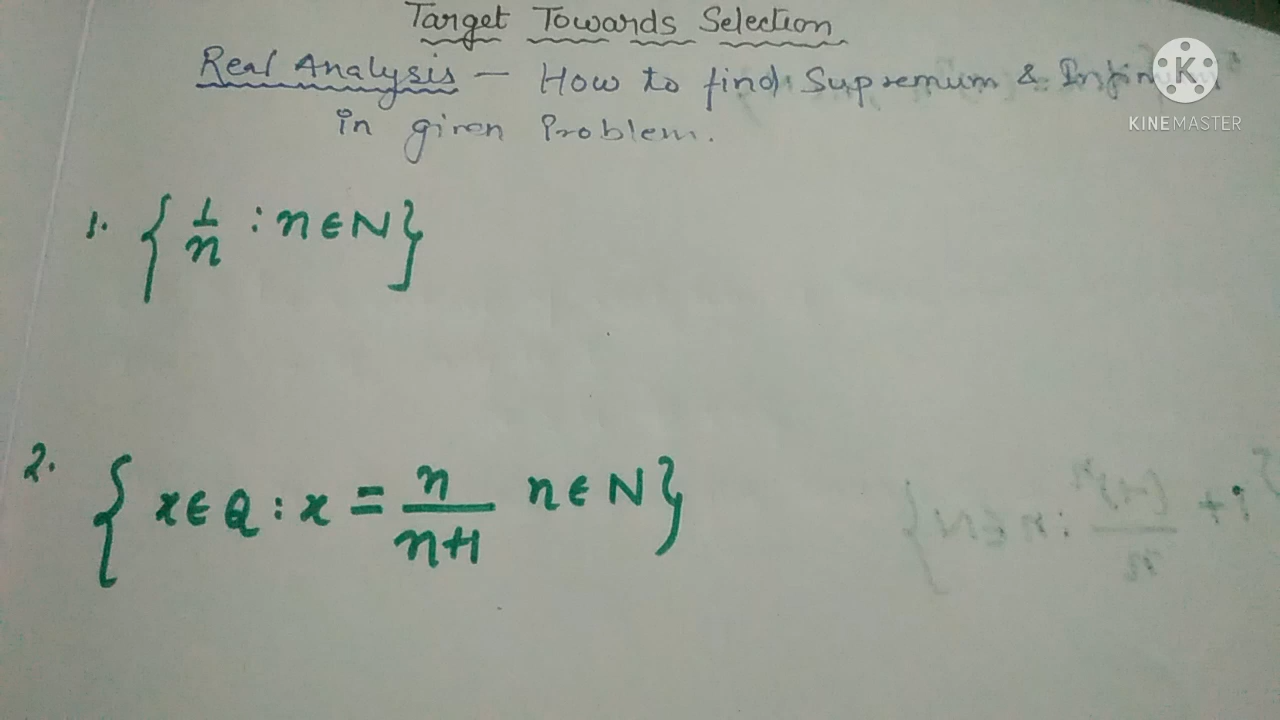 Target Towards Selection
Real Analysis - How to find Supremum &
in given Problem.
KINEMASTER
1. { 1/n : n ∈ N }
2. { x ∈ Q : x = n/n+1 n ∈ N }